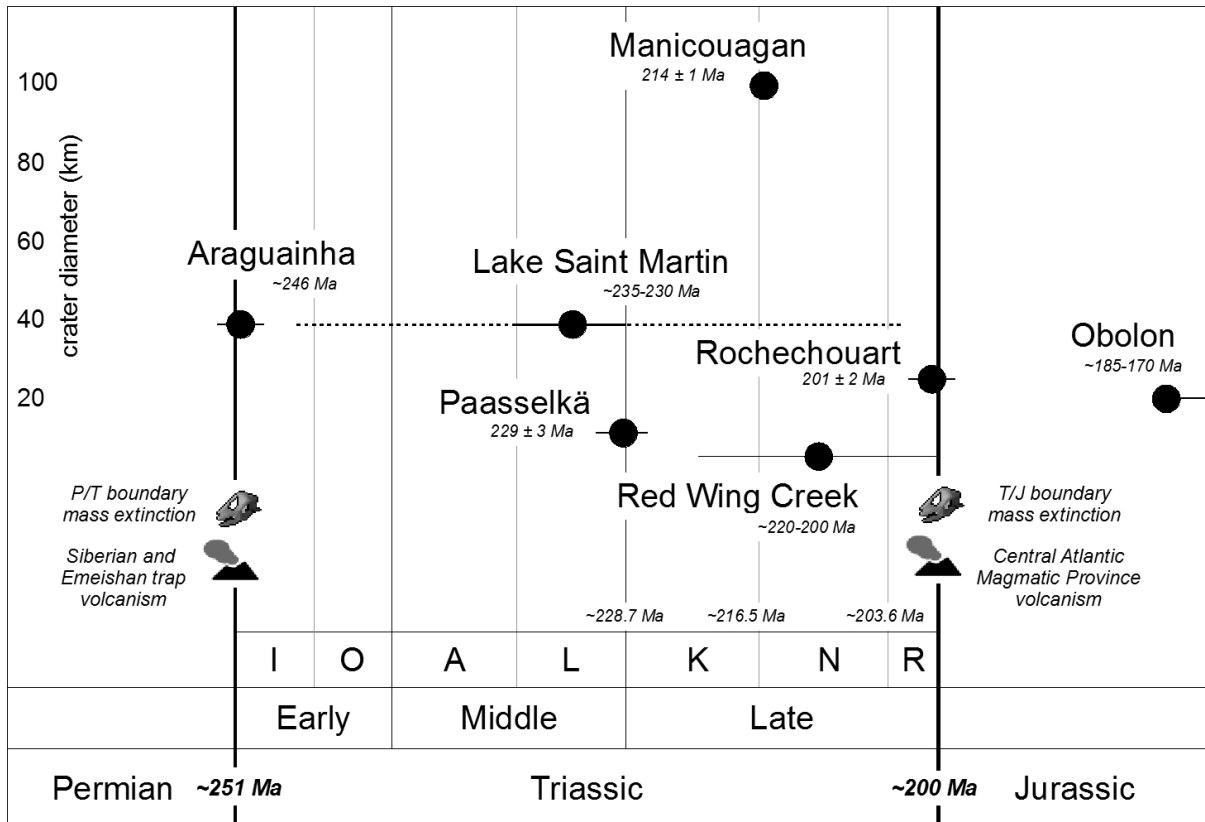 Manicouagan
214 ± 1 Ma
100
80
60
40
20
crater diameter (km)
Araguainha
~246 Ma
Lake Saint Martin
~235-230 Ma
Rochechouart
201 ± 2 Ma
Obolon
~185-170 Ma
Paasselkä
229 ± 3 Ma
Red Wing Creek
~220-200 Ma
P/T boundary
mass extinction
Siberian and
Emeishan trap
volcanism
T/J boundary
mass extinction
Central Atlantic
Magmatic Province
volcanism
~228.7 Ma
~216.5 Ma
~203.6 Ma
I O A L K N R
Early Middle Late
Permian ~251 Ma Triassic ~200 Ma Jurassic